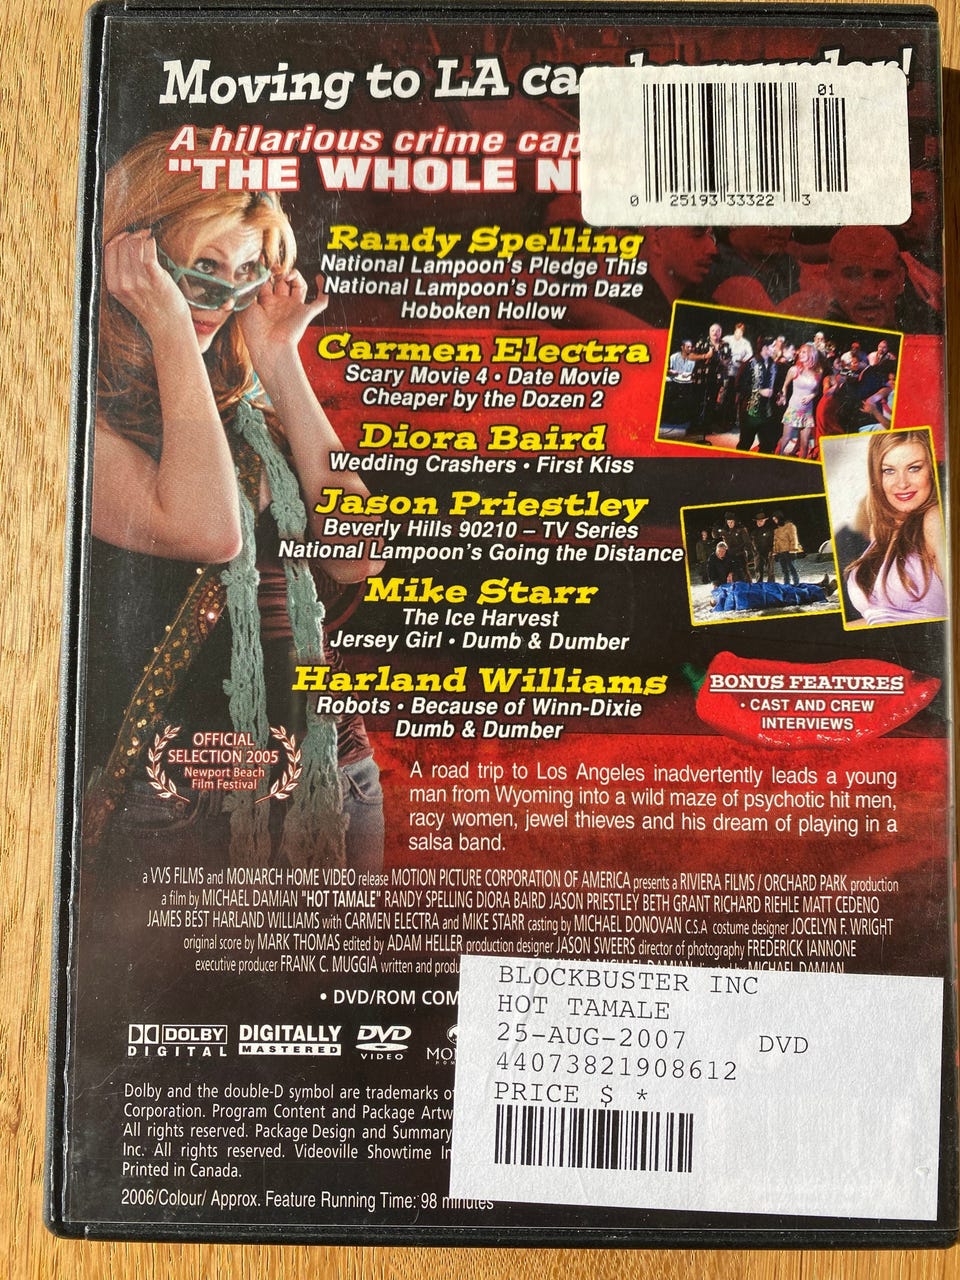 Moving to LA ca
01
A hilarious crime cap
"THE WHOLE NI
0 25193 33322 3
Randy Spelling
National Lampoon's Pledge This
National Lampoon's Dorm Daze
Hoboken Hollow
Carmen Electra
Scary Movie 4 • Date Movie
Cheaper by the Dozen 2
Diora Baird
Wedding Crashers • First Kiss
Jason Priestley
Beverly Hills 90210 – TV Series
National Lampoon's Going the Distance
Mike Starr
The Ice Harvest
Jersey Girl • Dumb & Dumber
Harland Williams
Robots • Because of Winn-Dixie
Dumb & Dumber
BONUS FEATURES
• CAST AND CREW
INTERVIEWS
OFFICIAL
SELECTION 2005
Newport Beach
Film Festival
A road trip to Los Angeles inadvertently leads a young
man from Wyoming into a wild maze of psychotic hit men,
racy women, jewel thieves and his dream of playing in a
salsa band.
a VVS FILMS and MONARCH HOME VIDEO release MOTION PICTURE CORPORATION OF AMERICA presents a RIVIERA FILMS / ORCHARD PARK production
a film by MICHAEL DAMIAN "HOT TAMALE" RANDY SPELLING DIORA BAIRD JASON PRIESTLEY BETH GRANT RICHARD RIEHLE MATT CEDENO
JAMES BEST HARLAND WILLIAMS with CARMEN ELECTRA and MIKE STARR casting by MICHAEL DONOVAN C.S.A costume designer JOCELYN F. WRIGHT
original score by MARK THOMAS edited by ADAM HELLER production designer JASON SWEERS director of photography FREDERICK IANNONE
executive producer FRANK C. MUGGIA written and produ MICHAEL DAMIAN
• DVD/ROM COM
DOLBY DIGITAL DIGITALLY MASTERED DVD VIDEO MO
BLOCKBUSTER INC
HOT TAMALE
25-AUG-2007 DVD
44073821908612
PRICE $ *
Dolby and the double-D symbol are trademarks o
Corporation. Program Content and Package Artw
All rights reserved. Package Design and Summary
Inc. All rights reserved. Videoville Showtime In
Printed in Canada.
2006/Colour/ Approx. Feature Running Time: 98 minutes